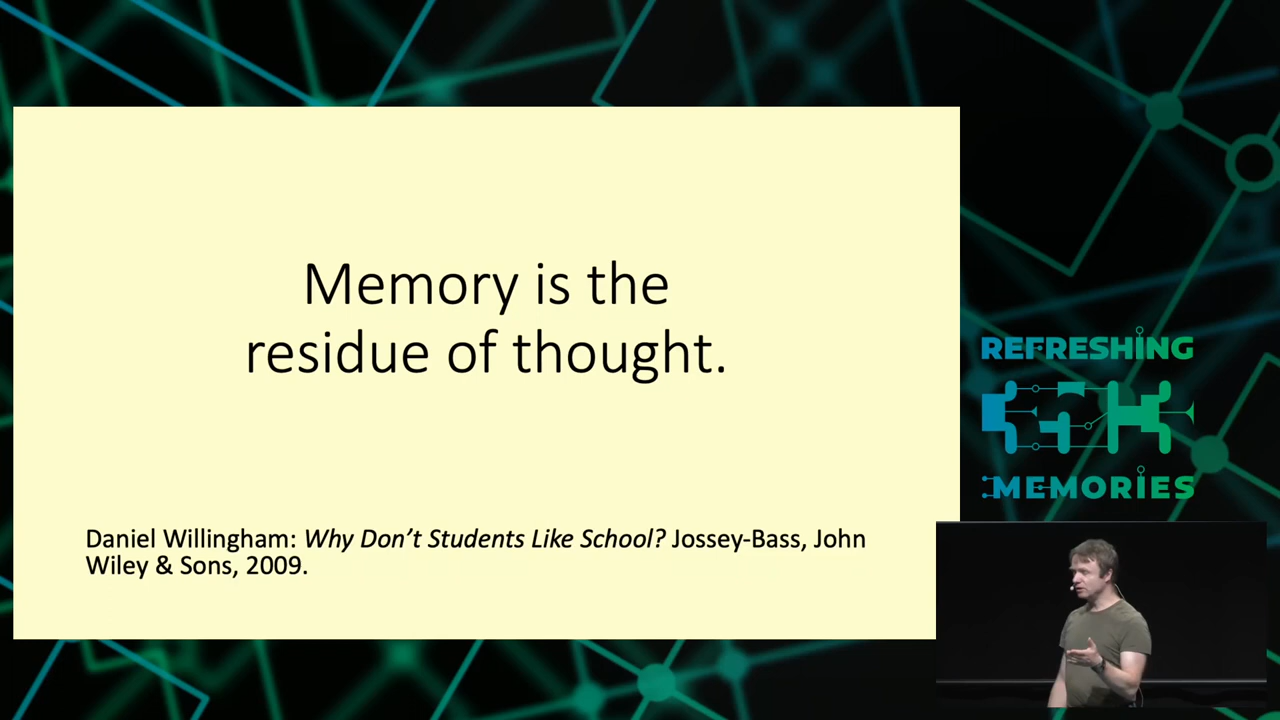 Memory is the
residue of thought.
Daniel Willingham: Why Don’t Students Like School? Jossey-Bass, John
Wiley & Sons, 2009.
REFRESHING
MEMORIES